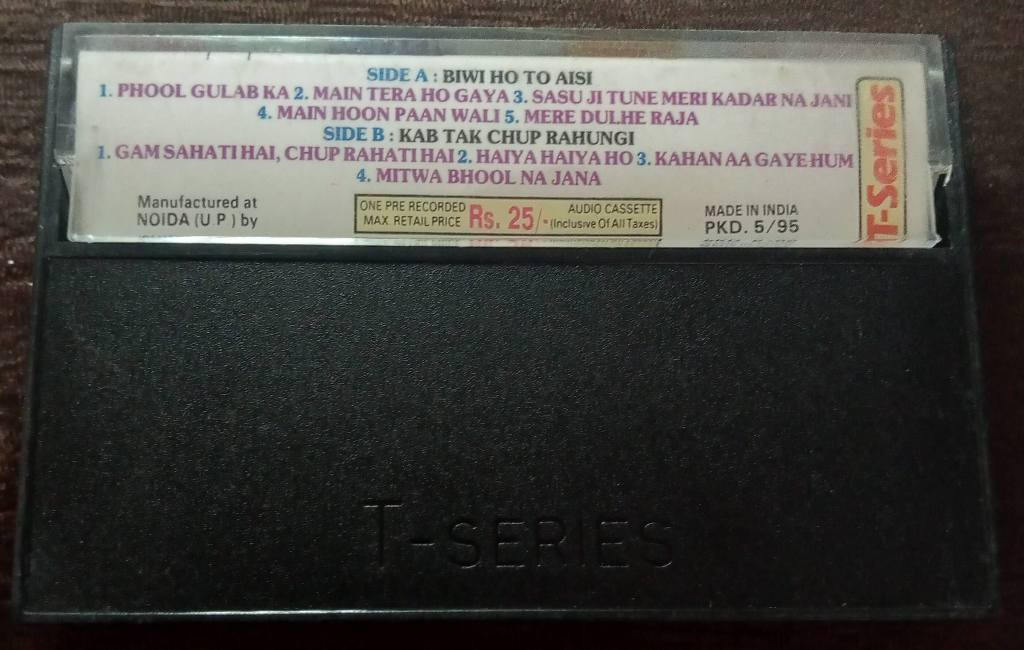 SIDE A : BIWI HO TO AISI
1. PHOOL GULAB KA 2. MAIN TERA HO GAYA 3. SASU JI TUNE MERI KADAR NA JANI
4. MAIN HOON PAAN WALI 5. MERE DULHE RAJA
SIDE B : KAB TAK CHUP RAHUNGI
1. GAM SAHATI HAI, CHUP RAHATI HAI 2. HAIYA HAIYA HO 3. KAHAN AA GAYE HUM
4. MITWA BHOOL NA JANA
T-Series
Manufactured at
NOIDA (U P) by
ONE PRE RECORDED
MAX. RETAIL PRICE
Rs. 25/-
AUDIO CASSETTE
(Inclusive Of All Taxes)
MADE IN INDIA
PKD. 5/95
T-SERIES